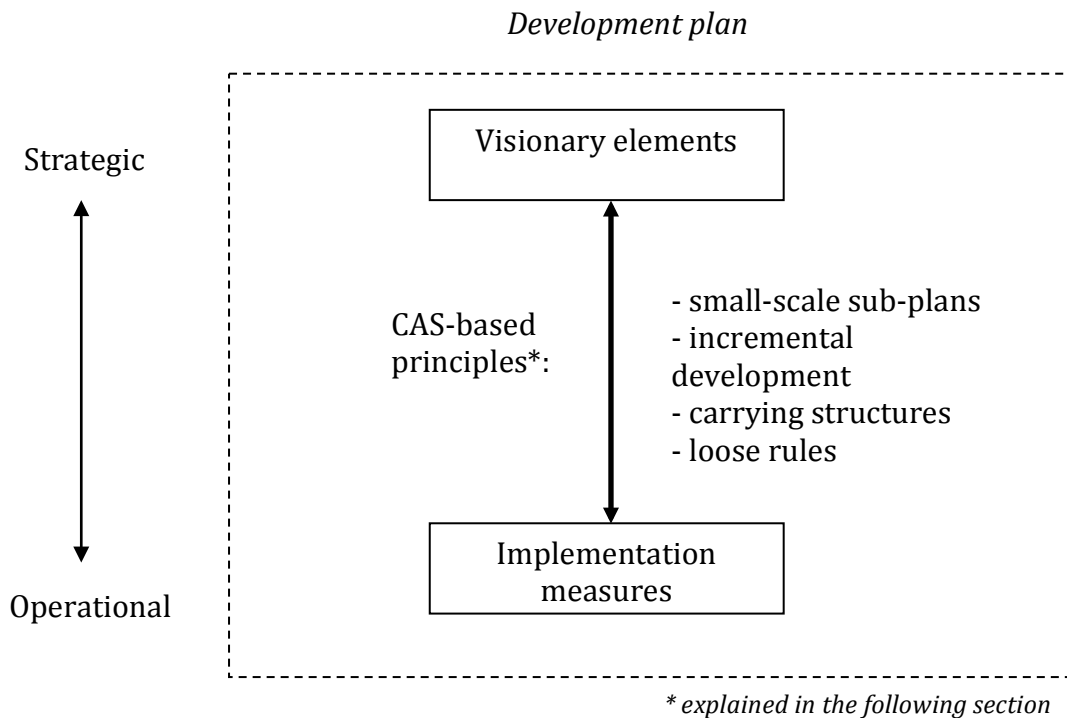 Development plan
Visionary elements
Strategic
CAS-based
principles*:
- small-scale sub-plans
- incremental
development
- carrying structures
- loose rules
Implementation
measures
Operational
* explained in the following section